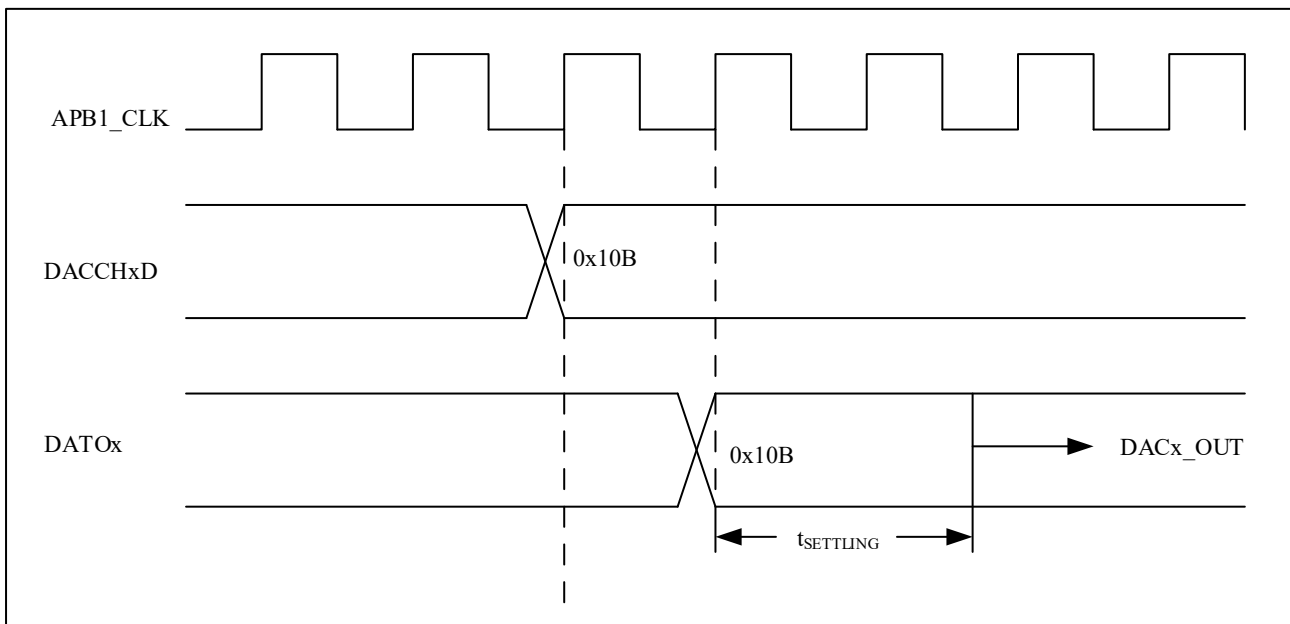 APB1_CLK
DACCHxD
0x10B
DATOx
0x10B
DACx_OUT
tSETTLING